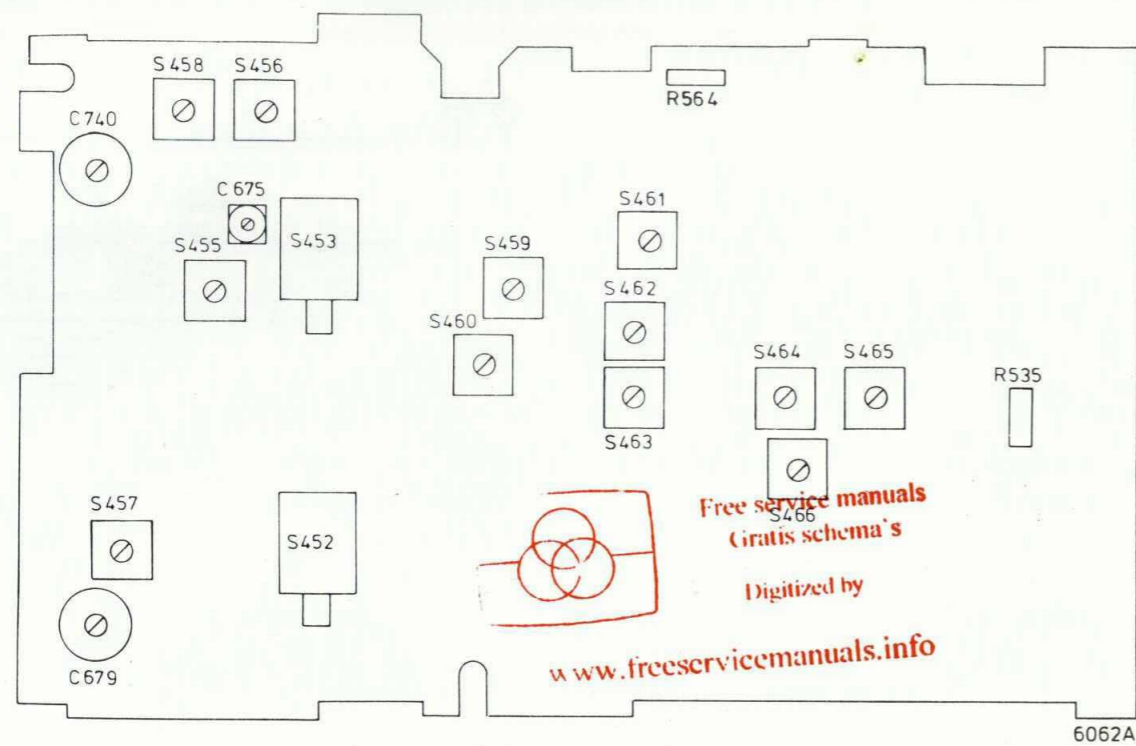 S458 S456
R564
C740
C675
S461
S455 S453 S459
S462
S460
S464 S465
R535
S463
S457
Free service manuals
S466
Gratis schema's
S452
Digitized by
www.freeservicemanuals.info
C679
6062A